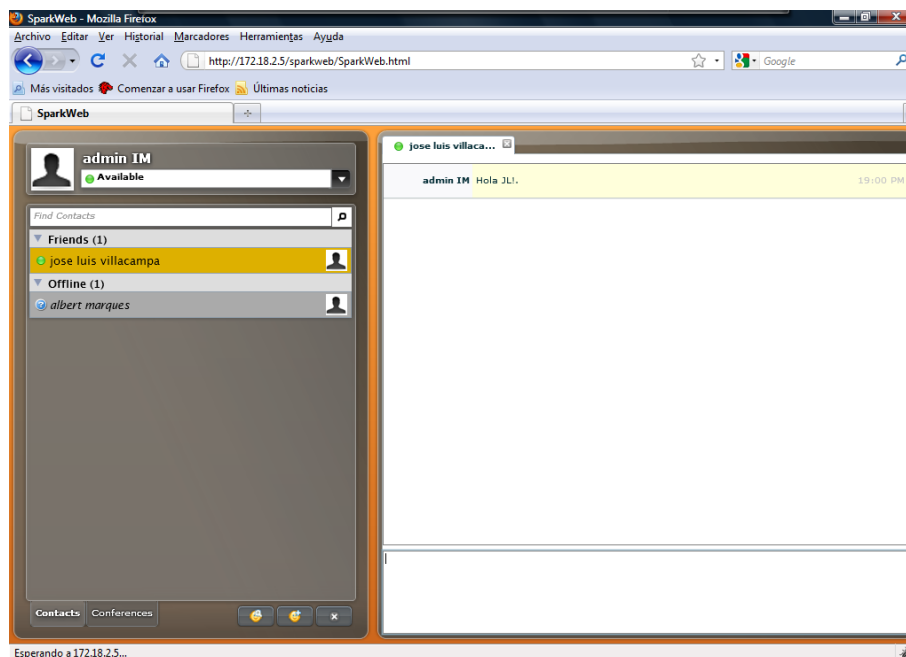 SparkWeb - Mozilla Firefox
Archivo Editar Ver Historial Marcadores Herramientas Ayuda
http://172.18.2.5/sparkweb/SparkWeb.html
Google
Más visitados Comenzar a usar Firefox Últimas noticias
SparkWeb
admin IM
Available
Find Contacts
Friends (1)
jose luis villacampa
Offline (1)
albert marques
Contacts Conferences
jose luis villaca...
admin IM Hola JL!. 19:00 PM
Esperando a 172.18.2.5...